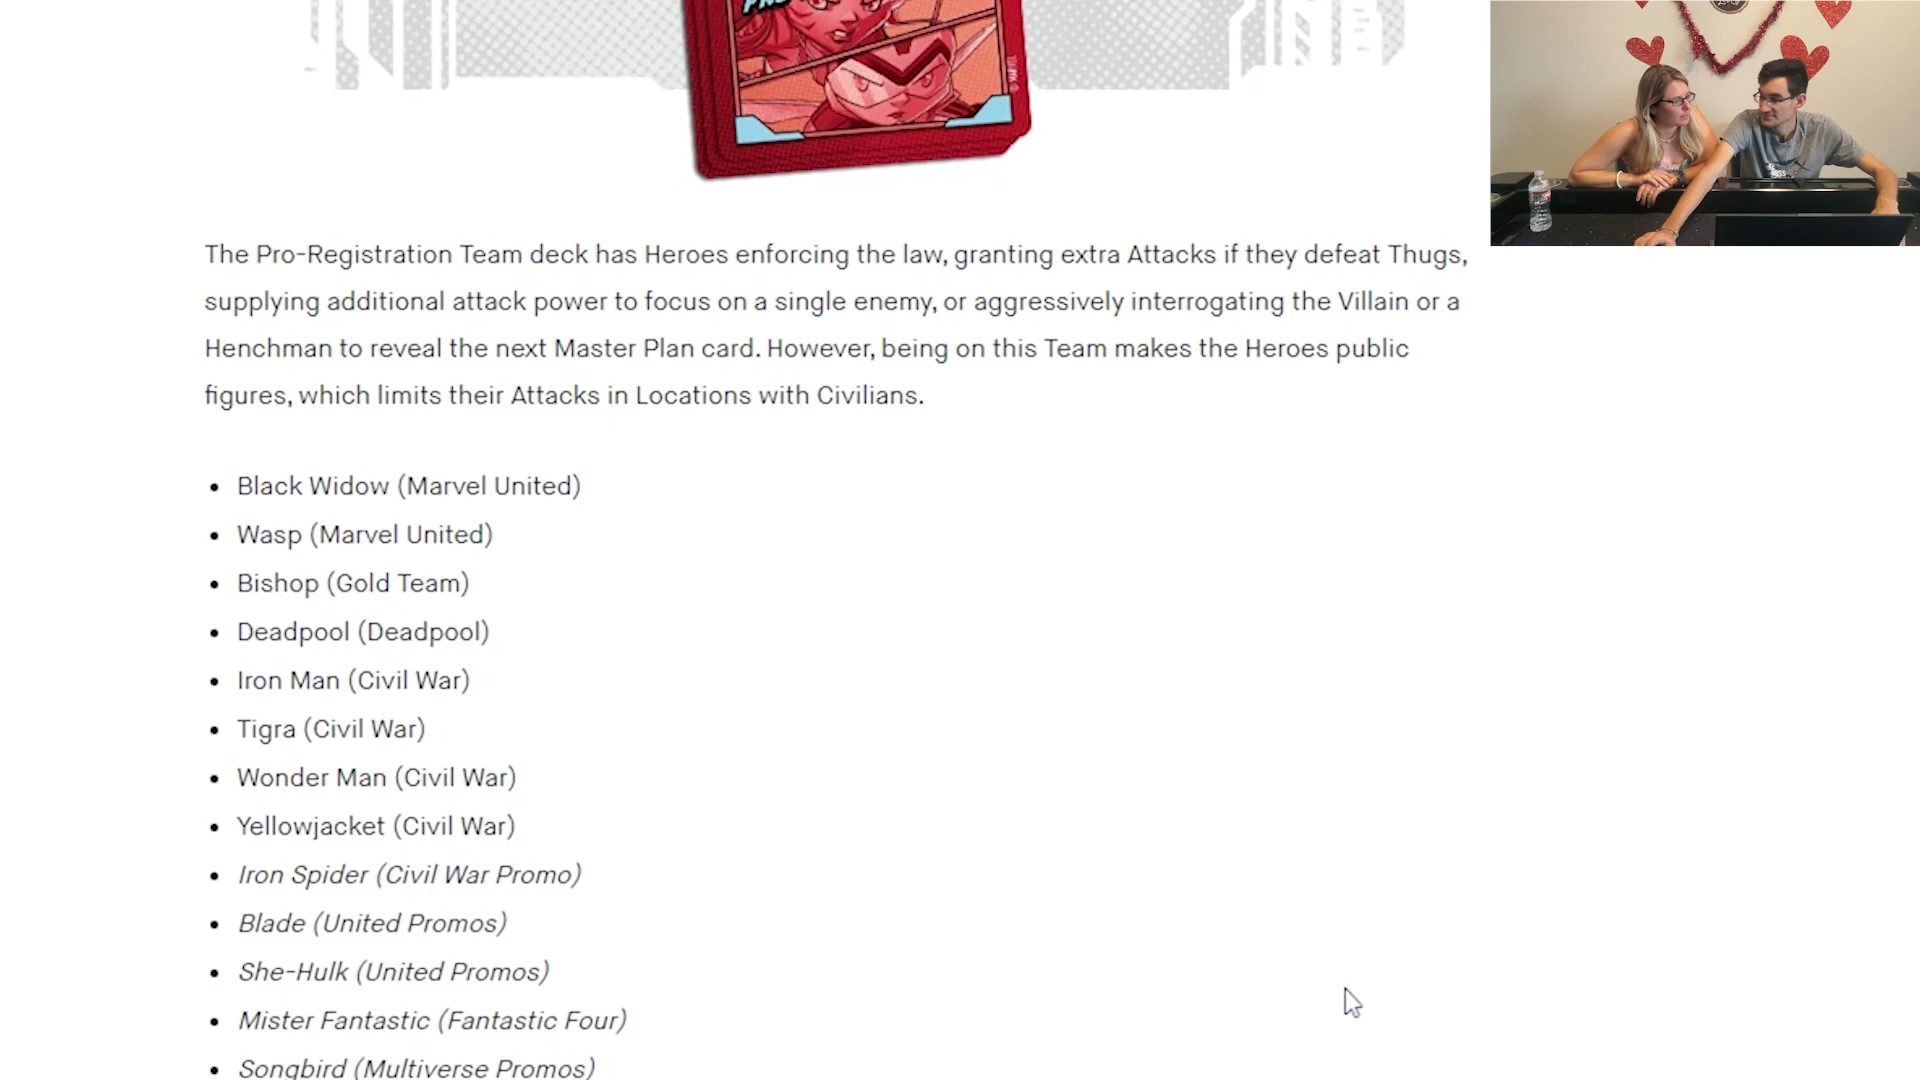 The Pro-Registration Team deck has Heroes enforcing the law, granting extra Attacks if they defeat Thugs,
supplying additional attack power to focus on a single enemy, or aggressively interrogating the Villain or a
Henchman to reveal the next Master Plan card. However, being on this Team makes the Heroes public
figures, which limits their Attacks in Locations with Civilians.
• Black Widow (Marvel United)
• Wasp (Marvel United)
• Bishop (Gold Team)
• Deadpool (Deadpool)
• Iron Man (Civil War)
• Tigra (Civil War)
• Wonder Man (Civil War)
• Yellowjacket (Civil War)
• Iron Spider (Civil War Promo)
• Blade (United Promos)
• She-Hulk (United Promos)
• Mister Fantastic (Fantastic Four)
• Songbird (Multiverse Promos)